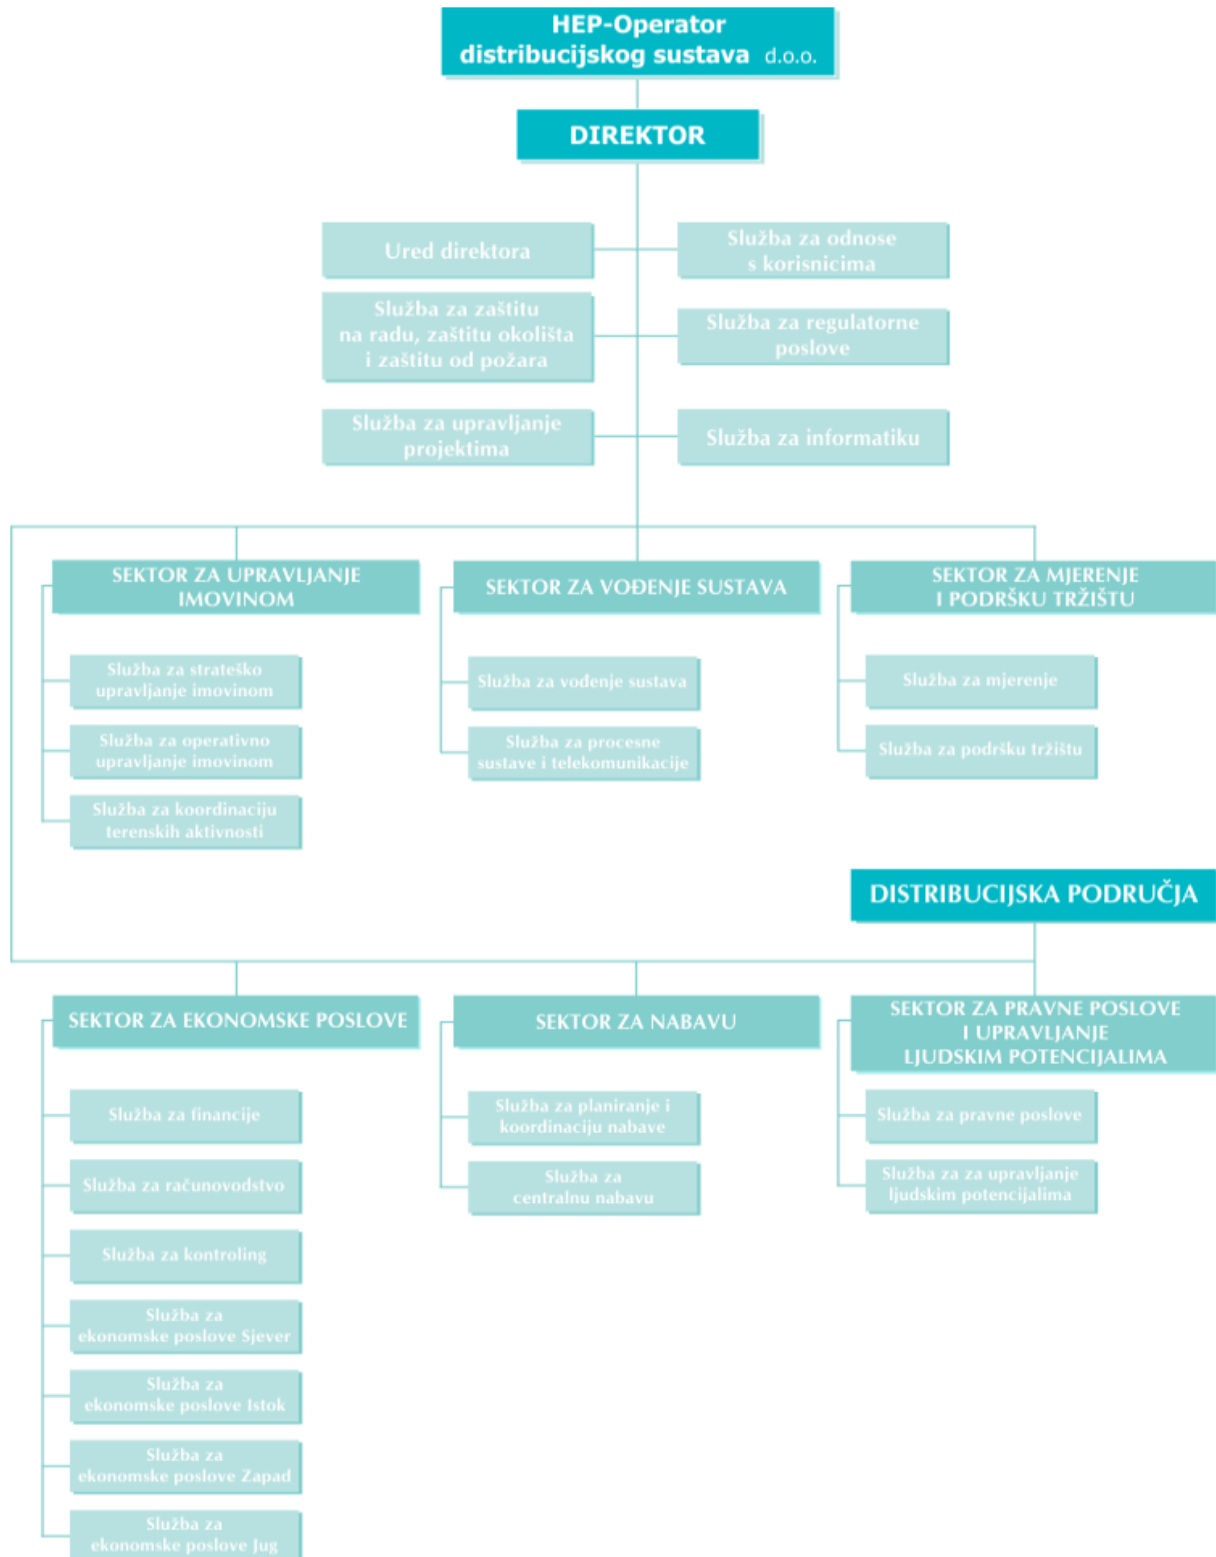 HEP-Operator
distribucijskog sustava d.o.o.
DIREKTOR
Ured direktora
Služba za odnose
s korisnicima
Služba za zaštitu
na radu, zaštitu okolišta
i zaštitu od požara
Služba za regulatorne
poslove
Služba za upravljanje
projektima
Služba za informatiku
SEKTOR ZA UPRAVLJANJE
IMOVINOM
Služba za strateško
upravljanje imovinom
Služba za operativno
upravljanje imovinom
Služba za koordinaciju
terenskih aktivnosti
SEKTOR ZA VOĐENJE SUSTAVA
Služba za vođenje sustava
Služba za procesne
sustave i telekomunikacije
SEKTOR ZA MJERENJE
I PODRŠKU TRŽIŠTU
Služba za mjerenje
Služba za podršku tržištu
DISTRIBUCIJSKA PODRUČJA
SEKTOR ZA EKONOMSKE POSLOVE
Služba za financije
Služba za računovodstvo
Služba za kontroling
Služba za
ekonomske poslove Sjever
Služba za
ekonomske poslove Istok
Služba za
ekonomske poslove Zapad
Služba za
ekonomske poslove Jug
SEKTOR ZA NABAVU
Služba za planiranje i
koordinaciju nabave
Služba za
centralnu nabavu
SEKTOR ZA PRAVNE POSLOVE
I UPRAVLJANJE
LJUDSKIM POTENCIJALIMA
Služba za pravne poslove
Služba za za upravljanje
ljudskim potencijalima